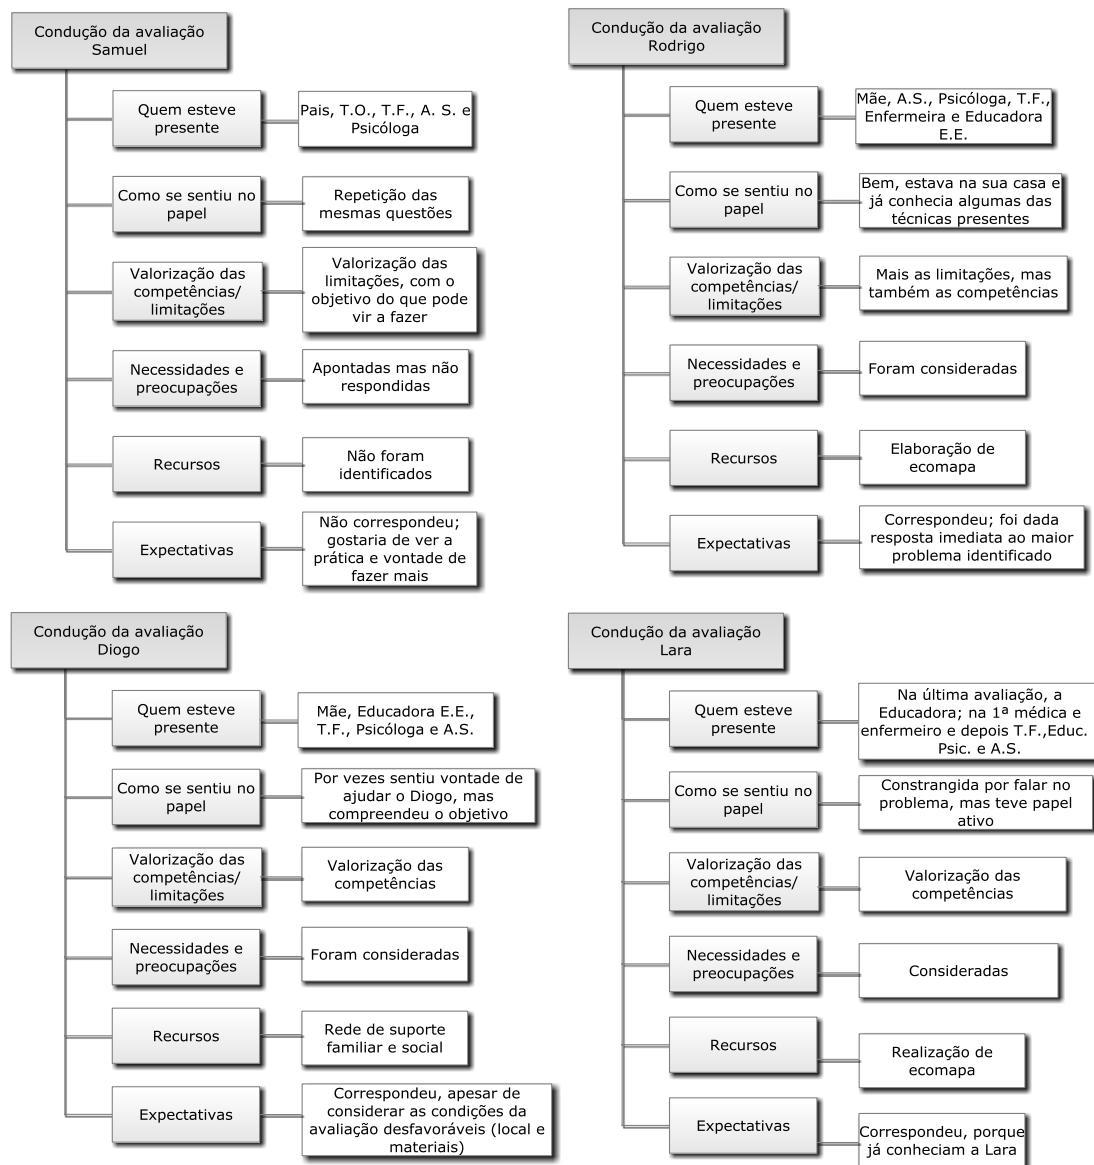 Condução da avaliação
Samuel
Quem esteve
presente
Pais, T.O., T.F., A. S. e
Psicóloga
Como se sentiu no
papel
Repetição das
mesmas questões
Valorização das
competências/
limitações
Valorização das
limitações, com o
objetivo do que pode
vir a fazer
Necessidades e
preocupações
Apontadas mas não
respondidas
Recursos
Não foram
identificados
Expectativas
Não correspondeu;
gostaria de ver a
prática e vontade de
fazer mais
Condução da avaliação
Rodrigo
Quem esteve
presente
Mãe, A.S., Psicóloga, T.F.,
Enfermeira e Educadora
E.E.
Como se sentiu no
papel
Bem, estava na sua casa e
já conhecia algumas das
técnicas presentes
Valorização das
competências/
limitações
Mais as limitações, mas
também as competências
Necessidades e
preocupações
Foram consideradas
Recursos
Elaboração de
ecomapa
Expectativas
Correspondeu; foi dada
resposta imediata ao maior
problema identificado
Condução da avaliação
Diogo
Quem esteve
presente
Mãe, Educadora E.E.,
T.F., Psicóloga e A.S.
Como se sentiu no
papel
Por vezes sentiu vontade de
ajudar o Diogo, mas
compreendeu o objetivo
Valorização das
competências/
limitações
Valorização das
competências
Necessidades e
preocupações
Foram consideradas
Recursos
Rede de suporte
familiar e social
Expectativas
Correspondeu, apesar de
considerar as condições da
avaliação desfavoráveis (local e
materiais)
Condução da avaliação
Lara
Quem esteve
presente
Na última avaliação, a
Educadora; na 1ª médica e
enfermeiro e depois T.F.,Educ.
Psic. e A.S.
Como se sentiu no
papel
Constrangida por falar no
problema, mas teve papel
ativo
Valorização das
competências/
limitações
Valorização das
competências
Necessidades e
preocupações
Consideradas
Recursos
Realização de
ecomapa
Expectativas
Correspondeu, porque
já conheciam a Lara